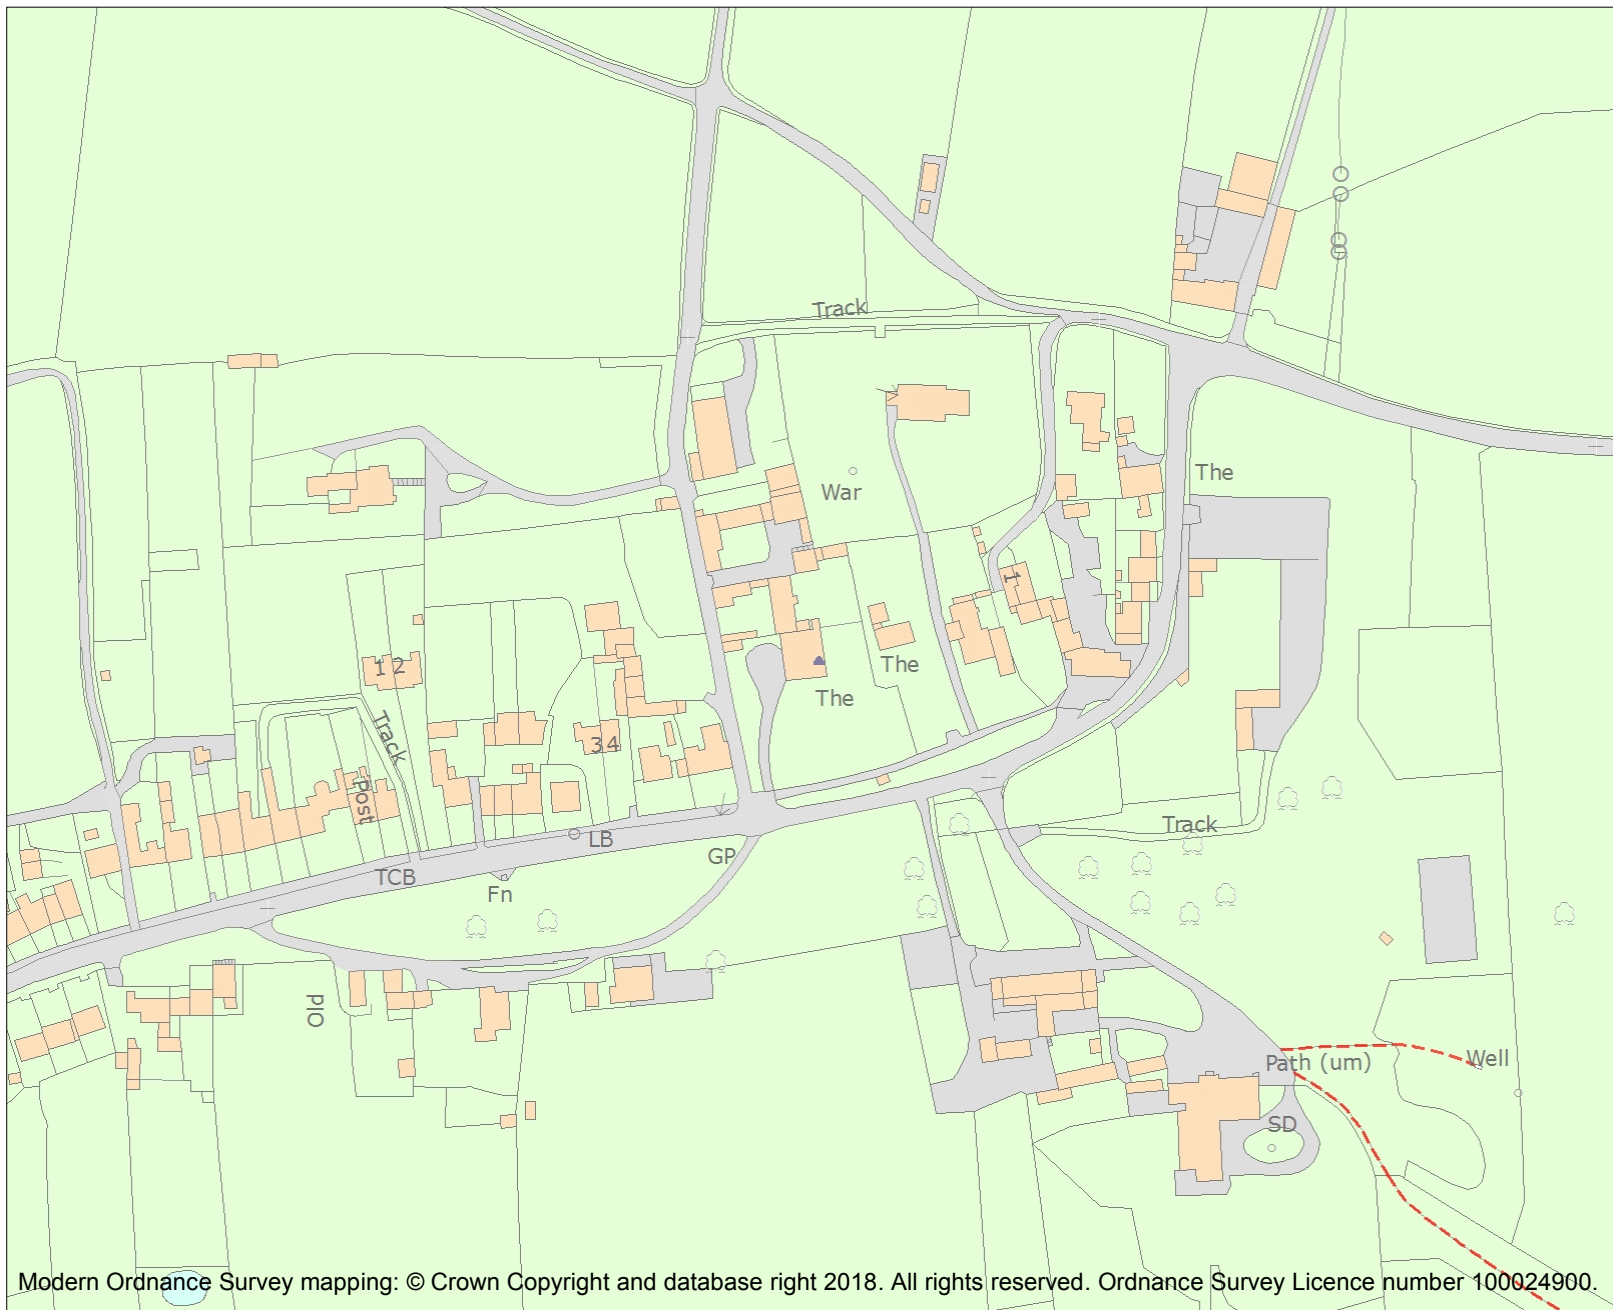 Track
The
War
1
The
1 2
The
Track
3 4
Post
Track
LB
GP
TCB
Fn
Old
Path (um)
Well
SD
Modern Ordnance Survey mapping: © Crown Copyright and database right 2018. All rights reserved. Ordnance Survey Licence number 100024900.